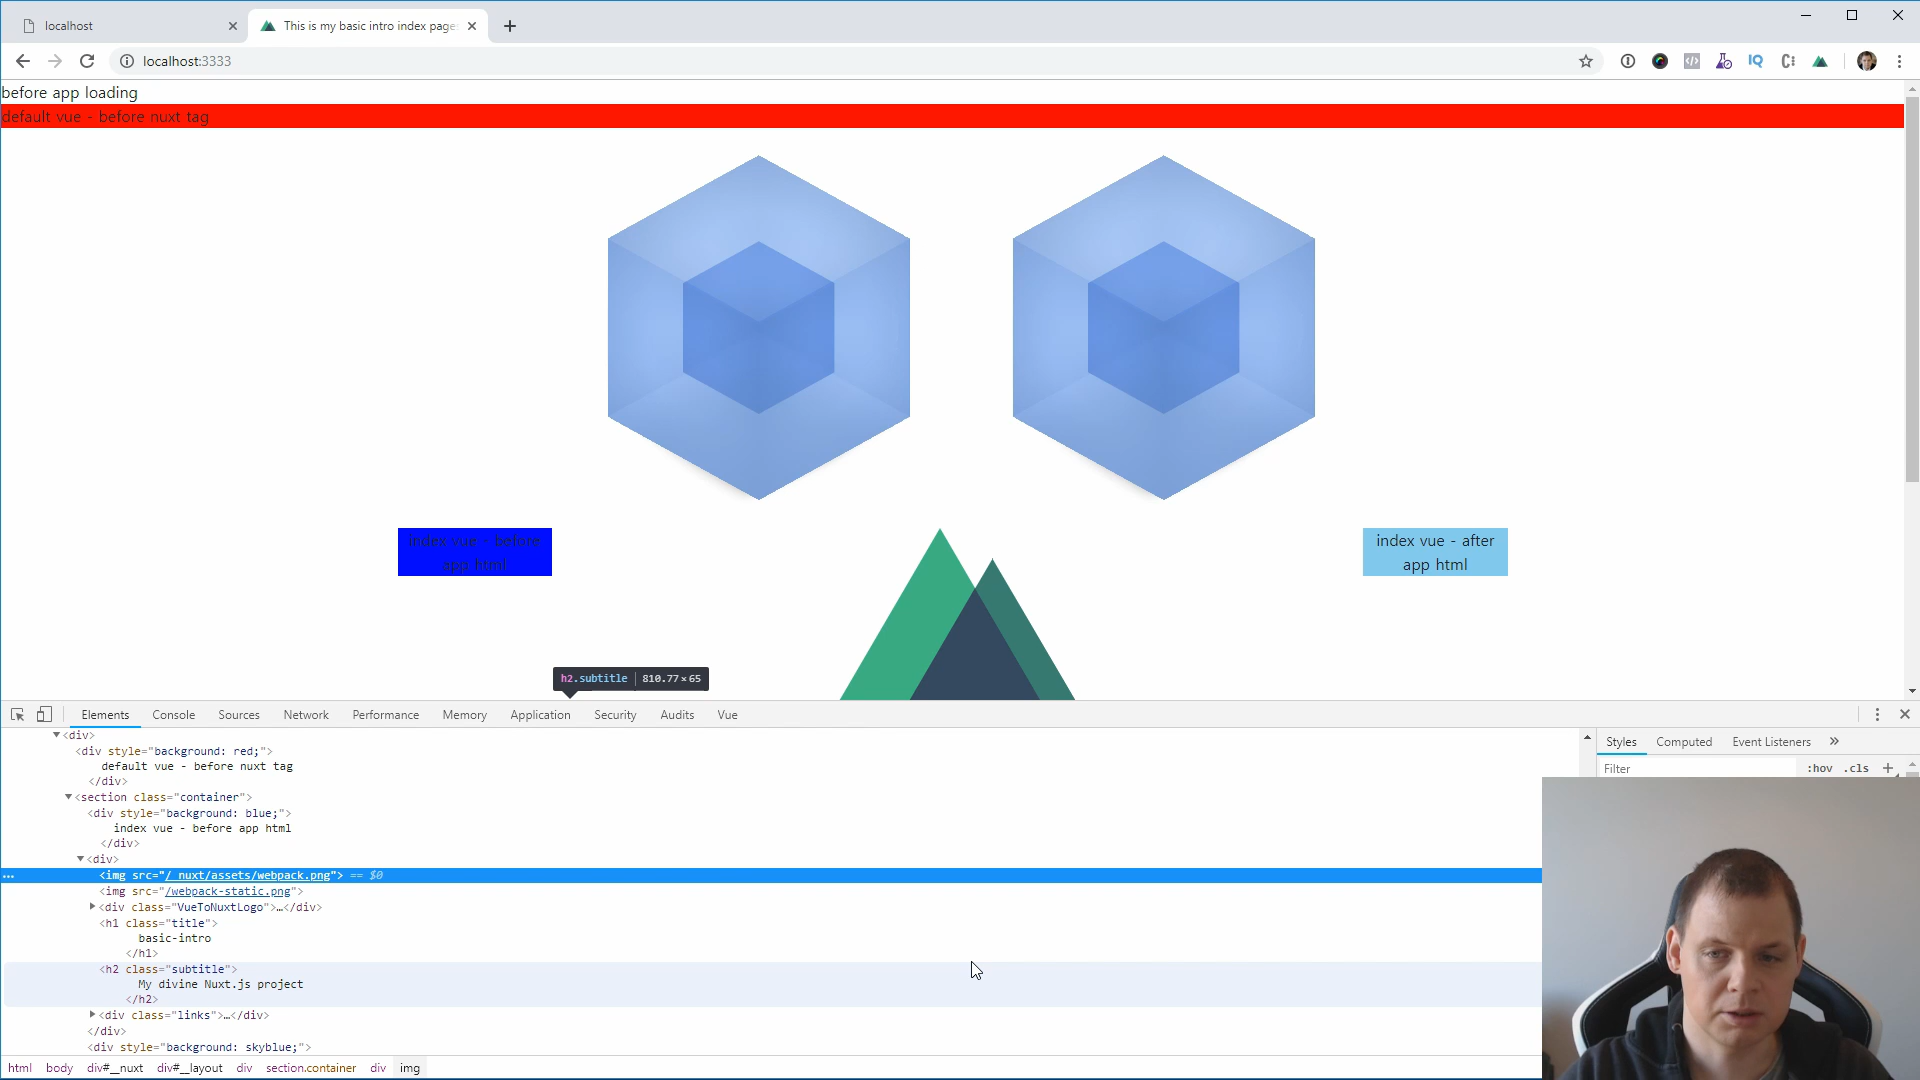 localhost
This is my basic intro index page
localhost:3333
IQ
before app loading
default vue - before nuxt tag
index vue - before
app html
index vue - after
app html
h2.subtitle 810.77×65
Elements Console Sources Network Performance Memory Application Security Audits Vue
<div>
<div style="background: red;">
default vue - before nuxt tag
</div>
<section class="container">
<div style="background: blue;">
index vue - before app html
</div>
<div>
<img src="/_nuxt/assets/webpack.png"> == $0
<img src="/webpack-static.png">
<div class="VueToNuxtLogo">…</div>
<h1 class="title">
basic-intro
</h1>
<h2 class="subtitle">
My divine Nuxt.js project
</h2>
<div class="links">…</div>
</div>
<div style="background: skyblue;">
html body div#__nuxt div#__layout div section.container div img
Styles Computed Event Listeners »
Filter :hov .cls +